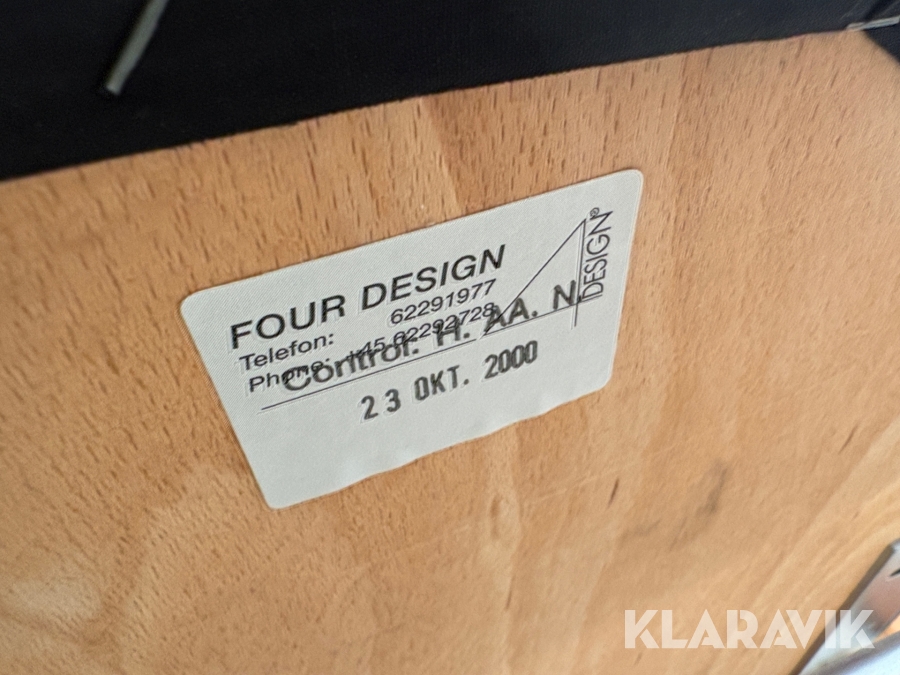 FOUR DESIGN
Telefon: 62291977
Phone: +45 62292728
Control: H. AA. N.
23 OKT. 2000
DESIGN®
KLARAVIK